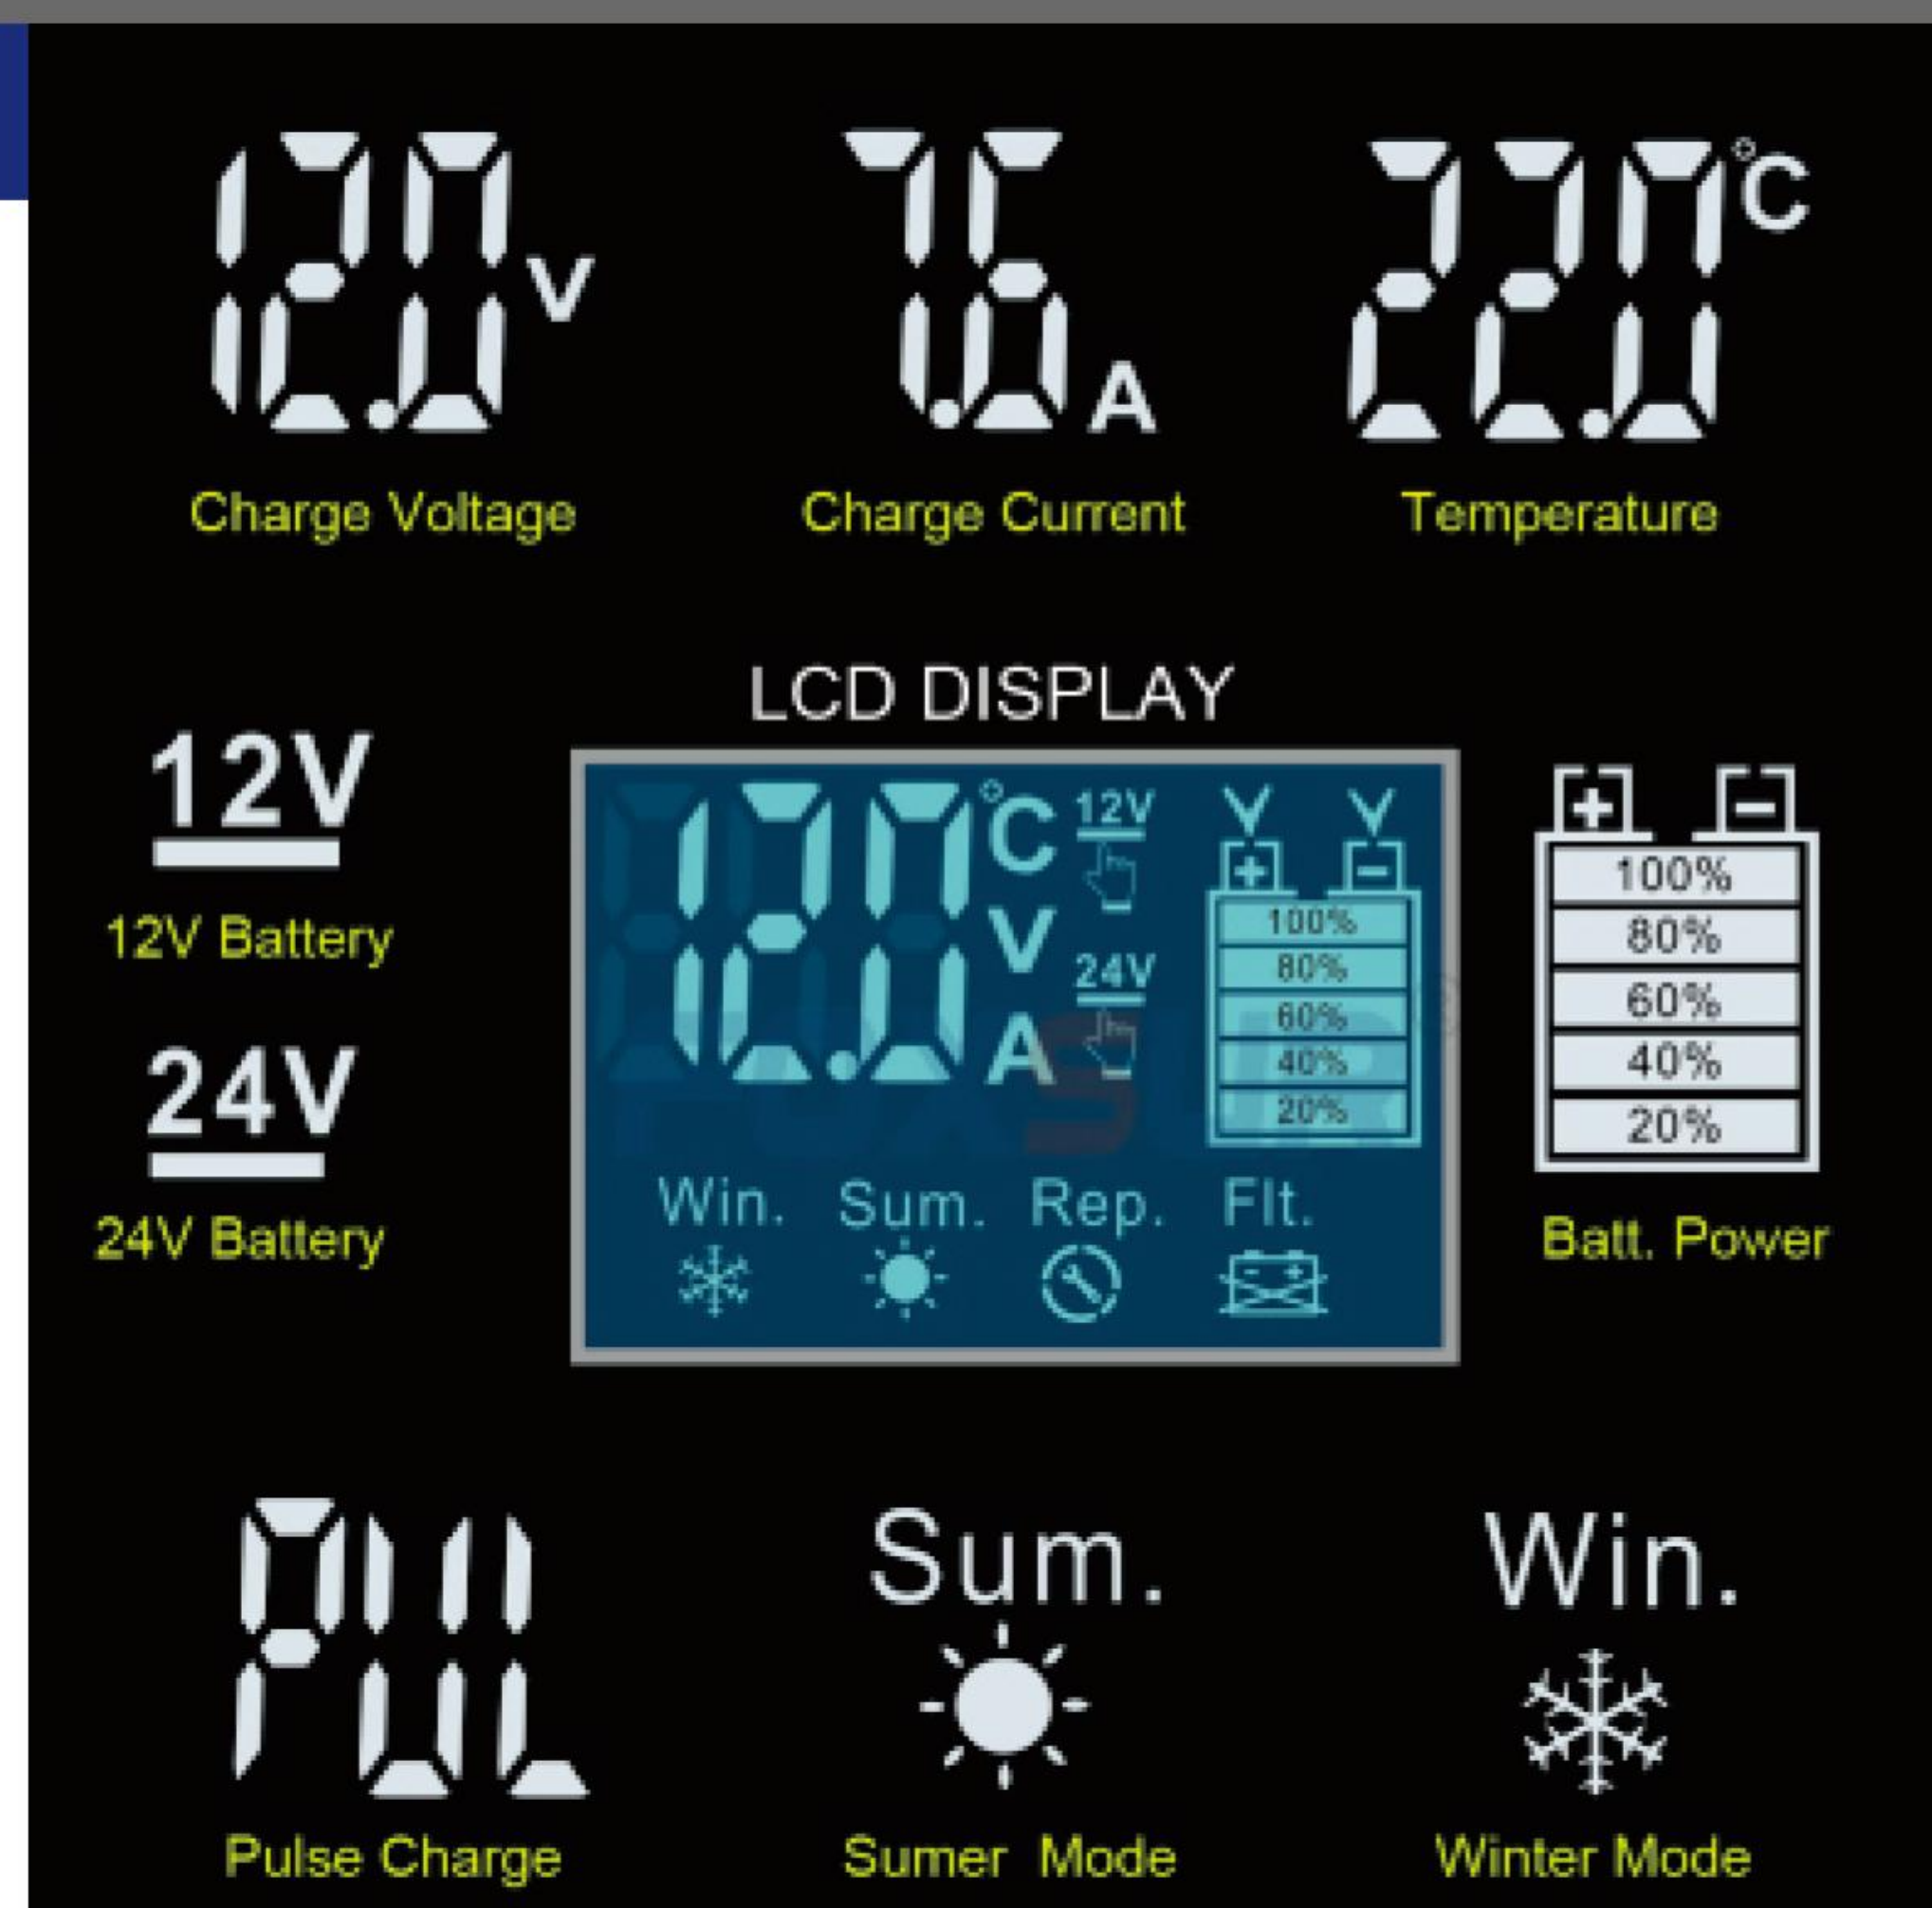 12.0 V
Charge Voltage
7.6 A
Charge Current
22.0 °C
Temperature
LCD DISPLAY
12V
12V Battery
24V
24V Battery
12.0 °C
V
A
12V
24V
+ -
100%
80%
60%
40%
20%
Win. Sum. Rep. Flt.
- +
+ -
100%
80%
60%
40%
20%
Batt. Power
PUL
Pulse Charge
Sum.
Sumer Mode
Win.
Winter Mode